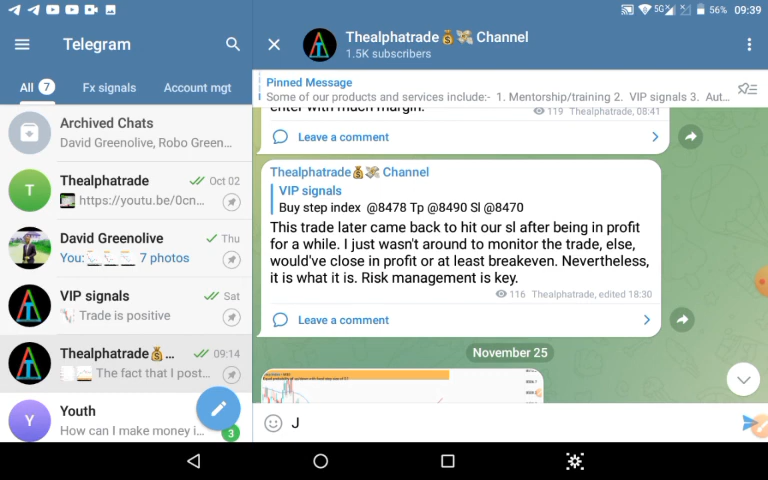 5G
56% 09:39
Telegram
Thealphatrade💰💸 Channel
1.5K subscribers
All 7 Fx signals Account mgt
Pinned Message
Some of our products and services include:- 1. Mentorship/training 2. VIP signals 3. Aut...
Archived Chats
David Greenolive, Robo Green...
Thealphatrade Oct 02
https://youtu.be/0cn...
David Greenolive Thu
You: 7 photos
VIP signals Sat
Trade is positive
Thealphatrade💰... 09:14
The fact that I post...
Youth
How can I make money i...
3
enter with much margin.
119 Thealphatrade, 08:41
Leave a comment
Thealphatrade💰💸 Channel
VIP signals
Buy step index @8478 Tp @8490 Sl @8470
This trade later came back to hit our sl after being in profit
for a while. I just wasn't around to monitor the trade, else,
would've close in profit or at least breakeven. Nevertheless,
it is what it is. Risk management is key.
116 Thealphatrade, edited 18:30
Leave a comment
November 25
J